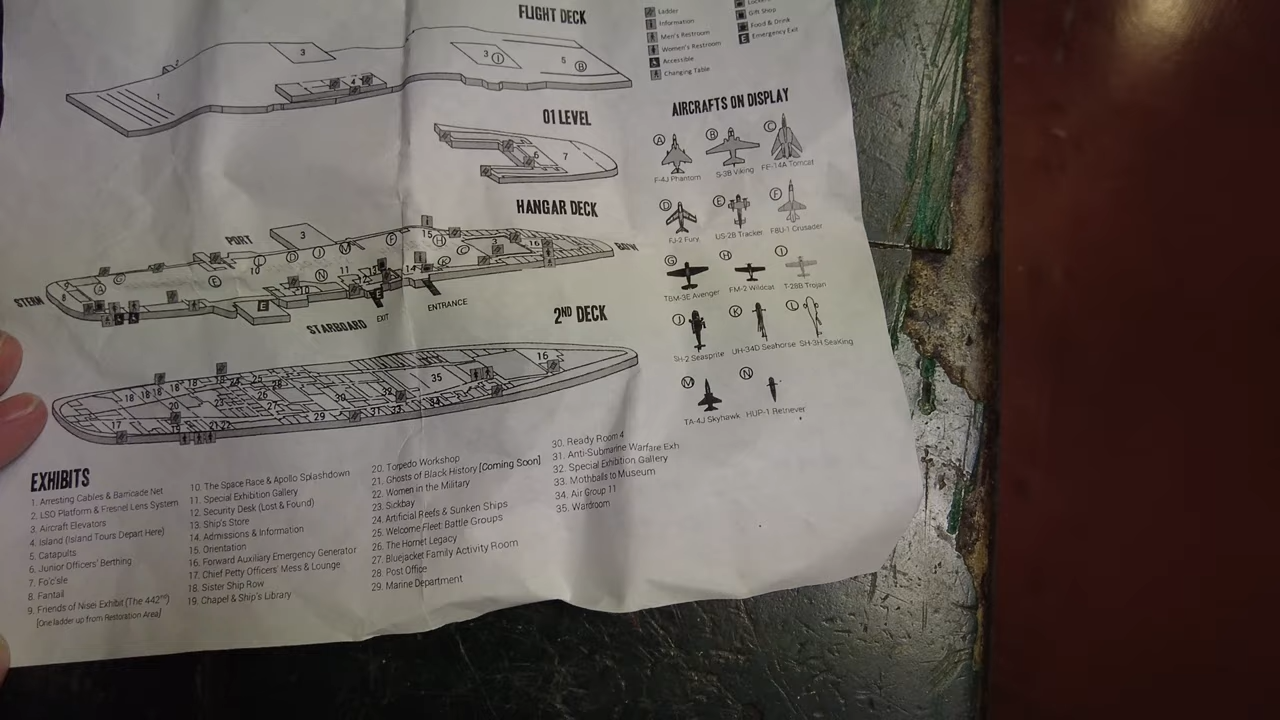 FLIGHT DECK
Ladder
Information
Men's Restroom
Women's Restroom
Accessible
Changing Table
Gift Shop
Food & Drink
E Emergency Exit
1
3
4
3
5
B
01 LEVEL
6
7
HANGAR DECK
PORT
3
STERN
BOW
STARBOARD
EXIT
ENTRANCE
2ND DECK
16
35
AIRCRAFTS ON DISPLAY
A
B
C
F-4J Phantom
S-3B Viking
D
E
F
FJ-2 Fury
US-2B Tracker
F8U-1 Crusader
G
H
I
TBM-3E Avenger
FM-2 Wildcat
T-28B Trojan
J
K
L
SH-2 Seasprite
UH-34D Seahorse
SH-3H SeaKing
M
N
TA-4J Skyhawk
HUP-1 Retriever
EXHIBITS
1. Arresting Cables & Barricade Net
2. LSO Platform & Fresnel Lens System
3. Aircraft Elevators
4. Island (Island Tours Depart Here)
5. Catapults
6. Junior Officers' Berthing
7. Fo'c'sle
8. Fantail
9. Friends of Nisei Exhibit (The 442nd)
[One ladder up from Restoration Area]
10. The Space Race & Apollo Splashdown
11. Special Exhibition Gallery
12. Security Desk (Lost & Found)
13. Ship's Store
14. Admissions & Information
15. Orientation
16. Forward Auxiliary Emergency Generator
17. Chief Petty Officers' Mess & Lounge
18. Sister Ship Row
19. Chapel & Ship's Library
20. Torpedo Workshop
21. Ghosts of Black History [Coming Soon]
22. Women in the Military
23. Sickbay
24. Artificial Reefs & Sunken Ships
25. Welcome Fleet: Battle Groups
26. The Hornet Legacy
27. Bluejacket Family Activity Room
28. Post Office
29. Marine Department
30. Ready Room 4
31. Anti-Submarine Warfare Exh
32. Special Exhibition Gallery
33. Mothballs to Museum
34. Air Group 11
35. Wardroom